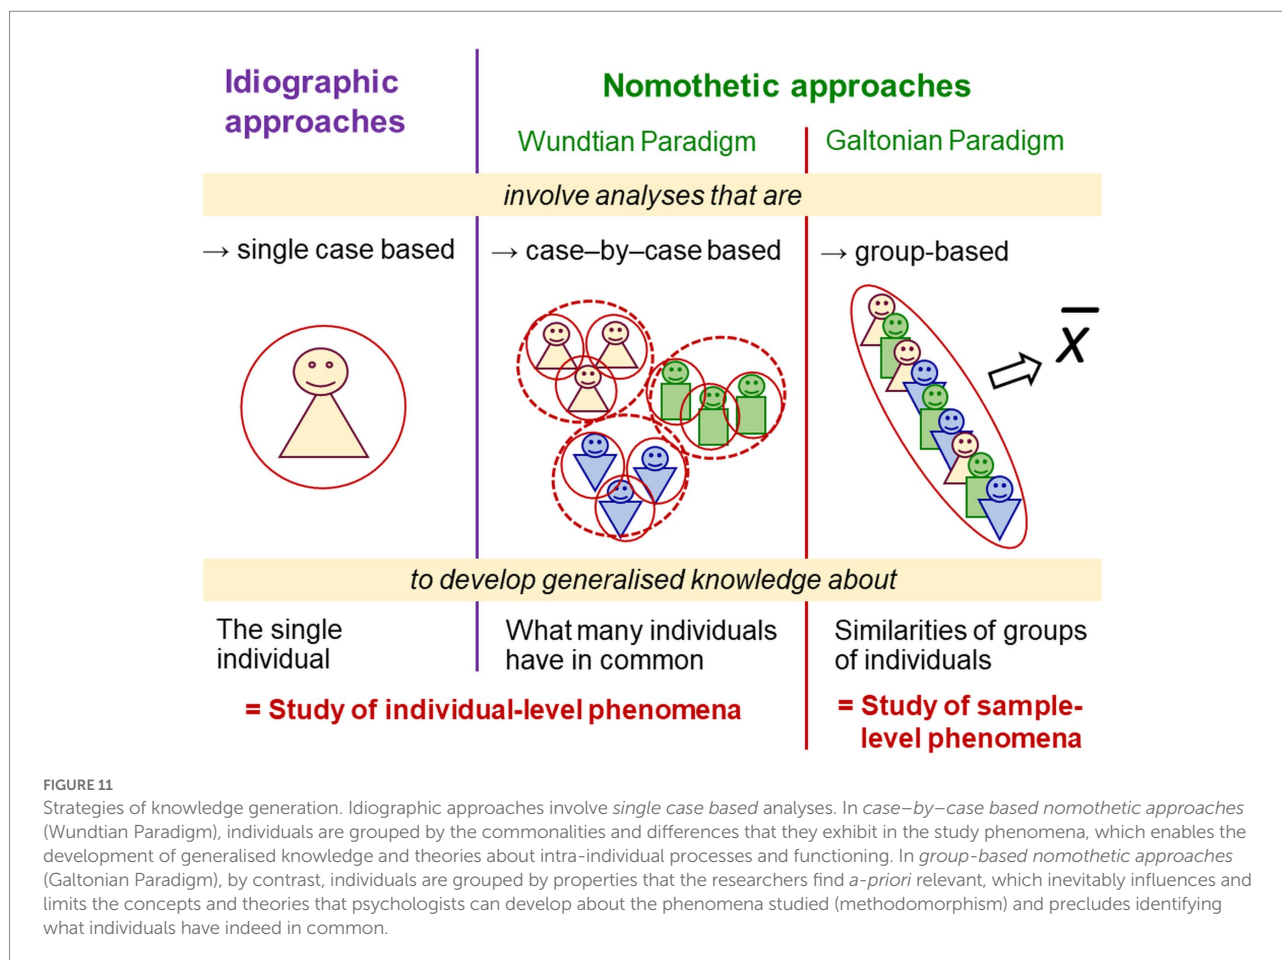 Idiographic
approaches
Nomothetic approaches
Wundtian Paradigm
Galtonian Paradigm
involve analyses that are
→ single case based
→ case–by–case based
→ group-based
x̅
to develop generalised knowledge about
The single
individual
What many individuals
have in common
Similarities of groups
of individuals
= Study of individual-level phenomena
= Study of sample-
level phenomena
FIGURE 11
Strategies of knowledge generation. Idiographic approaches involve single case based analyses. In case–by–case based nomothetic approaches
(Wundtian Paradigm), individuals are grouped by the commonalities and differences that they exhibit in the study phenomena, which enables the
development of generalised knowledge and theories about intra-individual processes and functioning. In group-based nomothetic approaches
(Galtonian Paradigm), by contrast, individuals are grouped by properties that the researchers find a-priori relevant, which inevitably influences and
limits the concepts and theories that psychologists can develop about the phenomena studied (methodomorphism) and precludes identifying
what individuals have indeed in common.